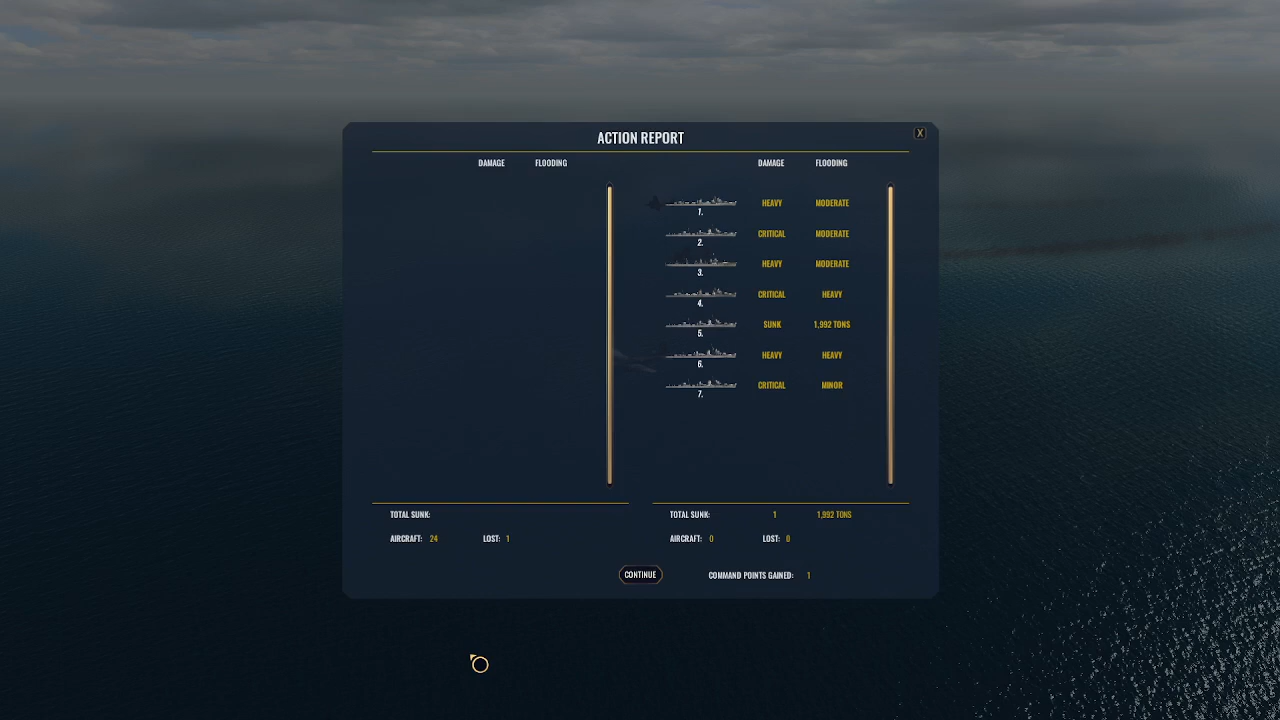 ACTION REPORT
X
DAMAGE FLOODING DAMAGE FLOODING
HEAVY MODERATE
1.
CRITICAL MODERATE
2.
HEAVY MODERATE
3.
CRITICAL HEAVY
4.
SUNK 1,992 TONS
5.
HEAVY HEAVY
6.
CRITICAL MINOR
7.
TOTAL SUNK: TOTAL SUNK: 1 1,992 TONS
AIRCRAFT: 24 LOST: 1 AIRCRAFT: 0 LOST: 0
CONTINUE COMMAND POINTS GAINED: 1